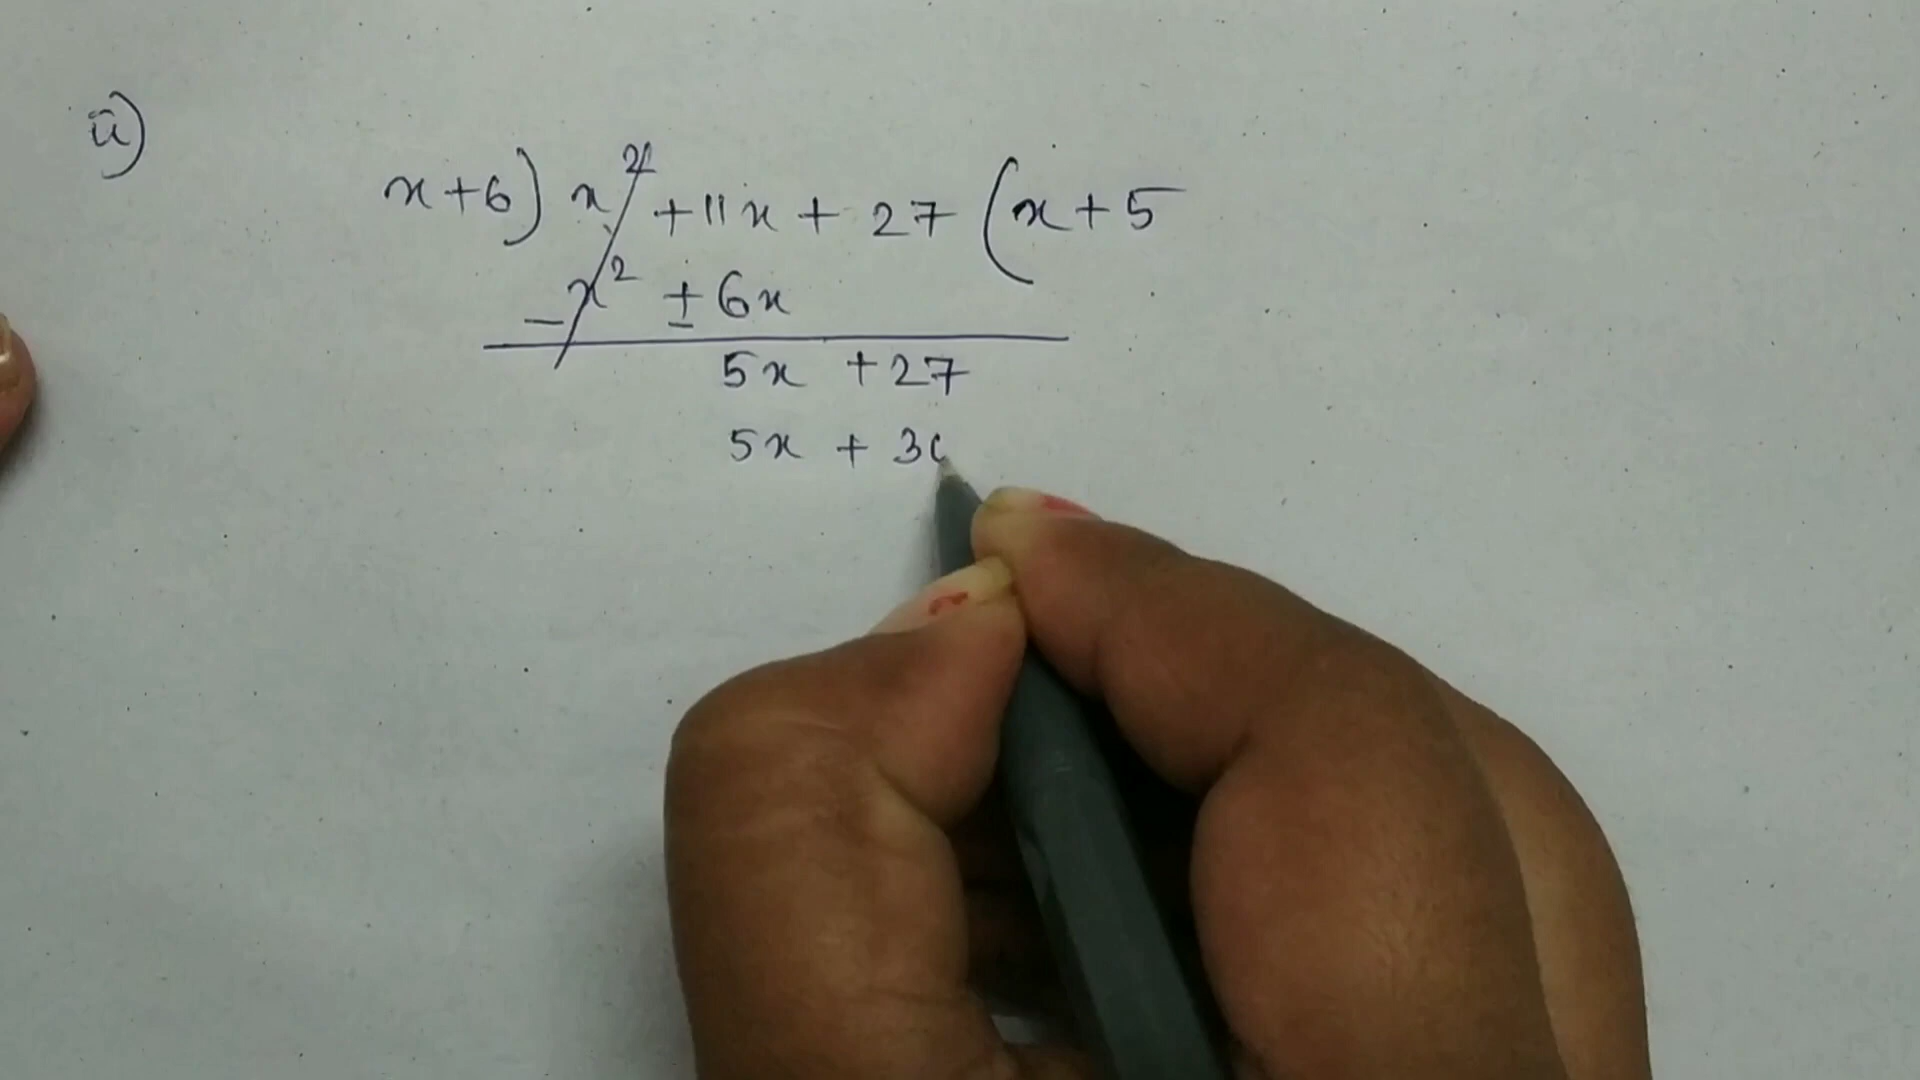 ii)
x+6) x² +11x + 27 (x+5
-x² ± 6x
5x +27
5x + 30